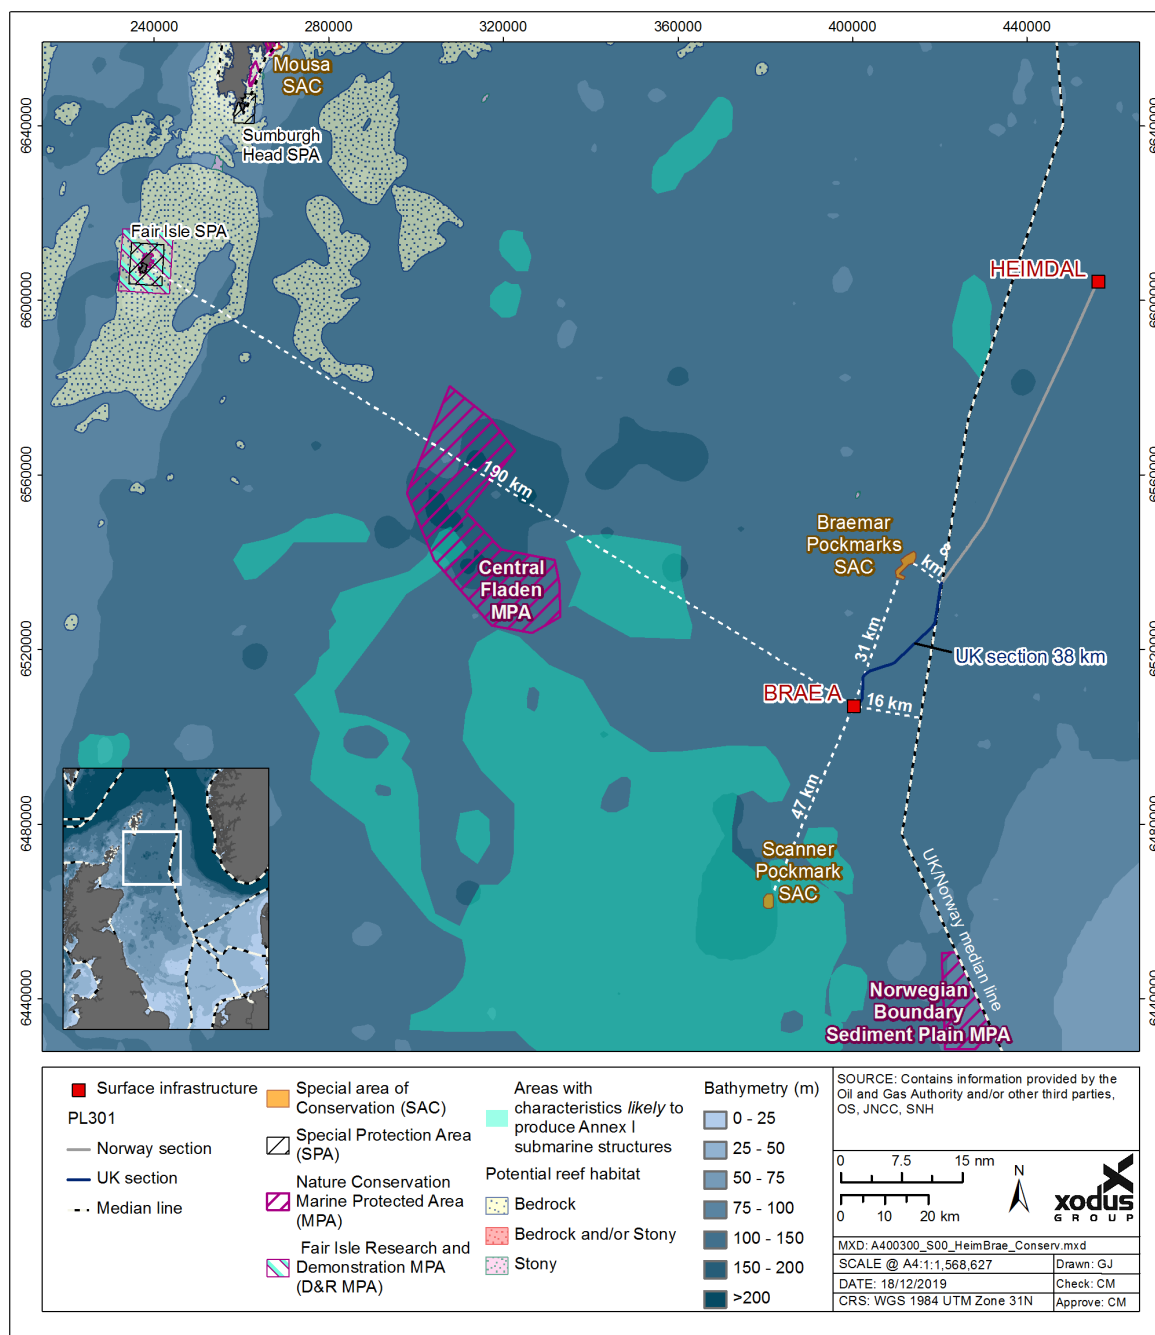 240000 280000 320000 360000 400000 440000
6640000
6600000
6560000
6520000
6480000
6440000
6640000
6600000
6560000
6520000
6480000
6440000
Mousa
SAC
Sumburgh
Head SPA
Fair Isle SPA
HEIMDAL
190 km
Braemar
Pockmarks
SAC
8
km
Central
Fladen
MPA
31 km
UK section 38 km
BRAE A
16 km
47 km
Scanner
Pockmark
SAC
UK/Norway median line
Norwegian
Boundary
Sediment Plain MPA
Surface infrastructure
PL301
Norway section
UK section
Median line
Special area of
Conservation (SAC)
Special Protection Area
(SPA)
Nature Conservation
Marine Protected Area
(MPA)
Fair Isle Research and
Demonstration MPA
(D&R MPA)
Areas with
characteristics likely to
produce Annex I
submarine structures
Potential reef habitat
Bedrock
Bedrock and/or Stony
Stony
Bathymetry (m)
0 - 25
25 - 50
50 - 75
75 - 100
100 - 150
150 - 200
>200
SOURCE: Contains information provided by the
Oil and Gas Authority and/or other third parties,
OS, JNCC, SNH
0 7.5 15 nm
0 10 20 km
N
xodus
GROUP
MXD: A400300_S00_HeimBrae_Conserv.mxd
SCALE @ A4:1:1,568,627
Drawn: GJ
DATE: 18/12/2019
Check: CM
CRS: WGS 1984 UTM Zone 31N
Approve: CM